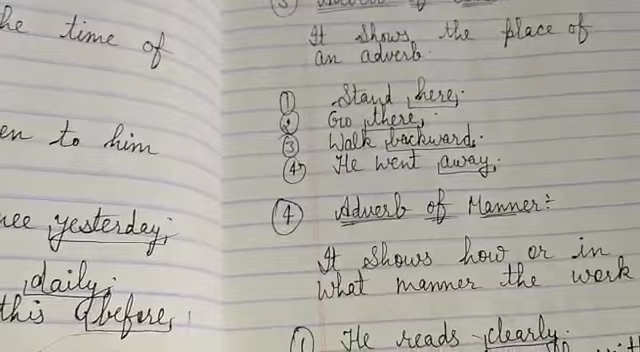 he time of
en to him
yesterday
daily
this before
③
It shows the place of
an adverb.
① Stand here.
② Go there.
③ Walk backward.
④ He went away.
④ Adverb of Manner:-
It shows how or in
what manner the work
① He reads clearly.